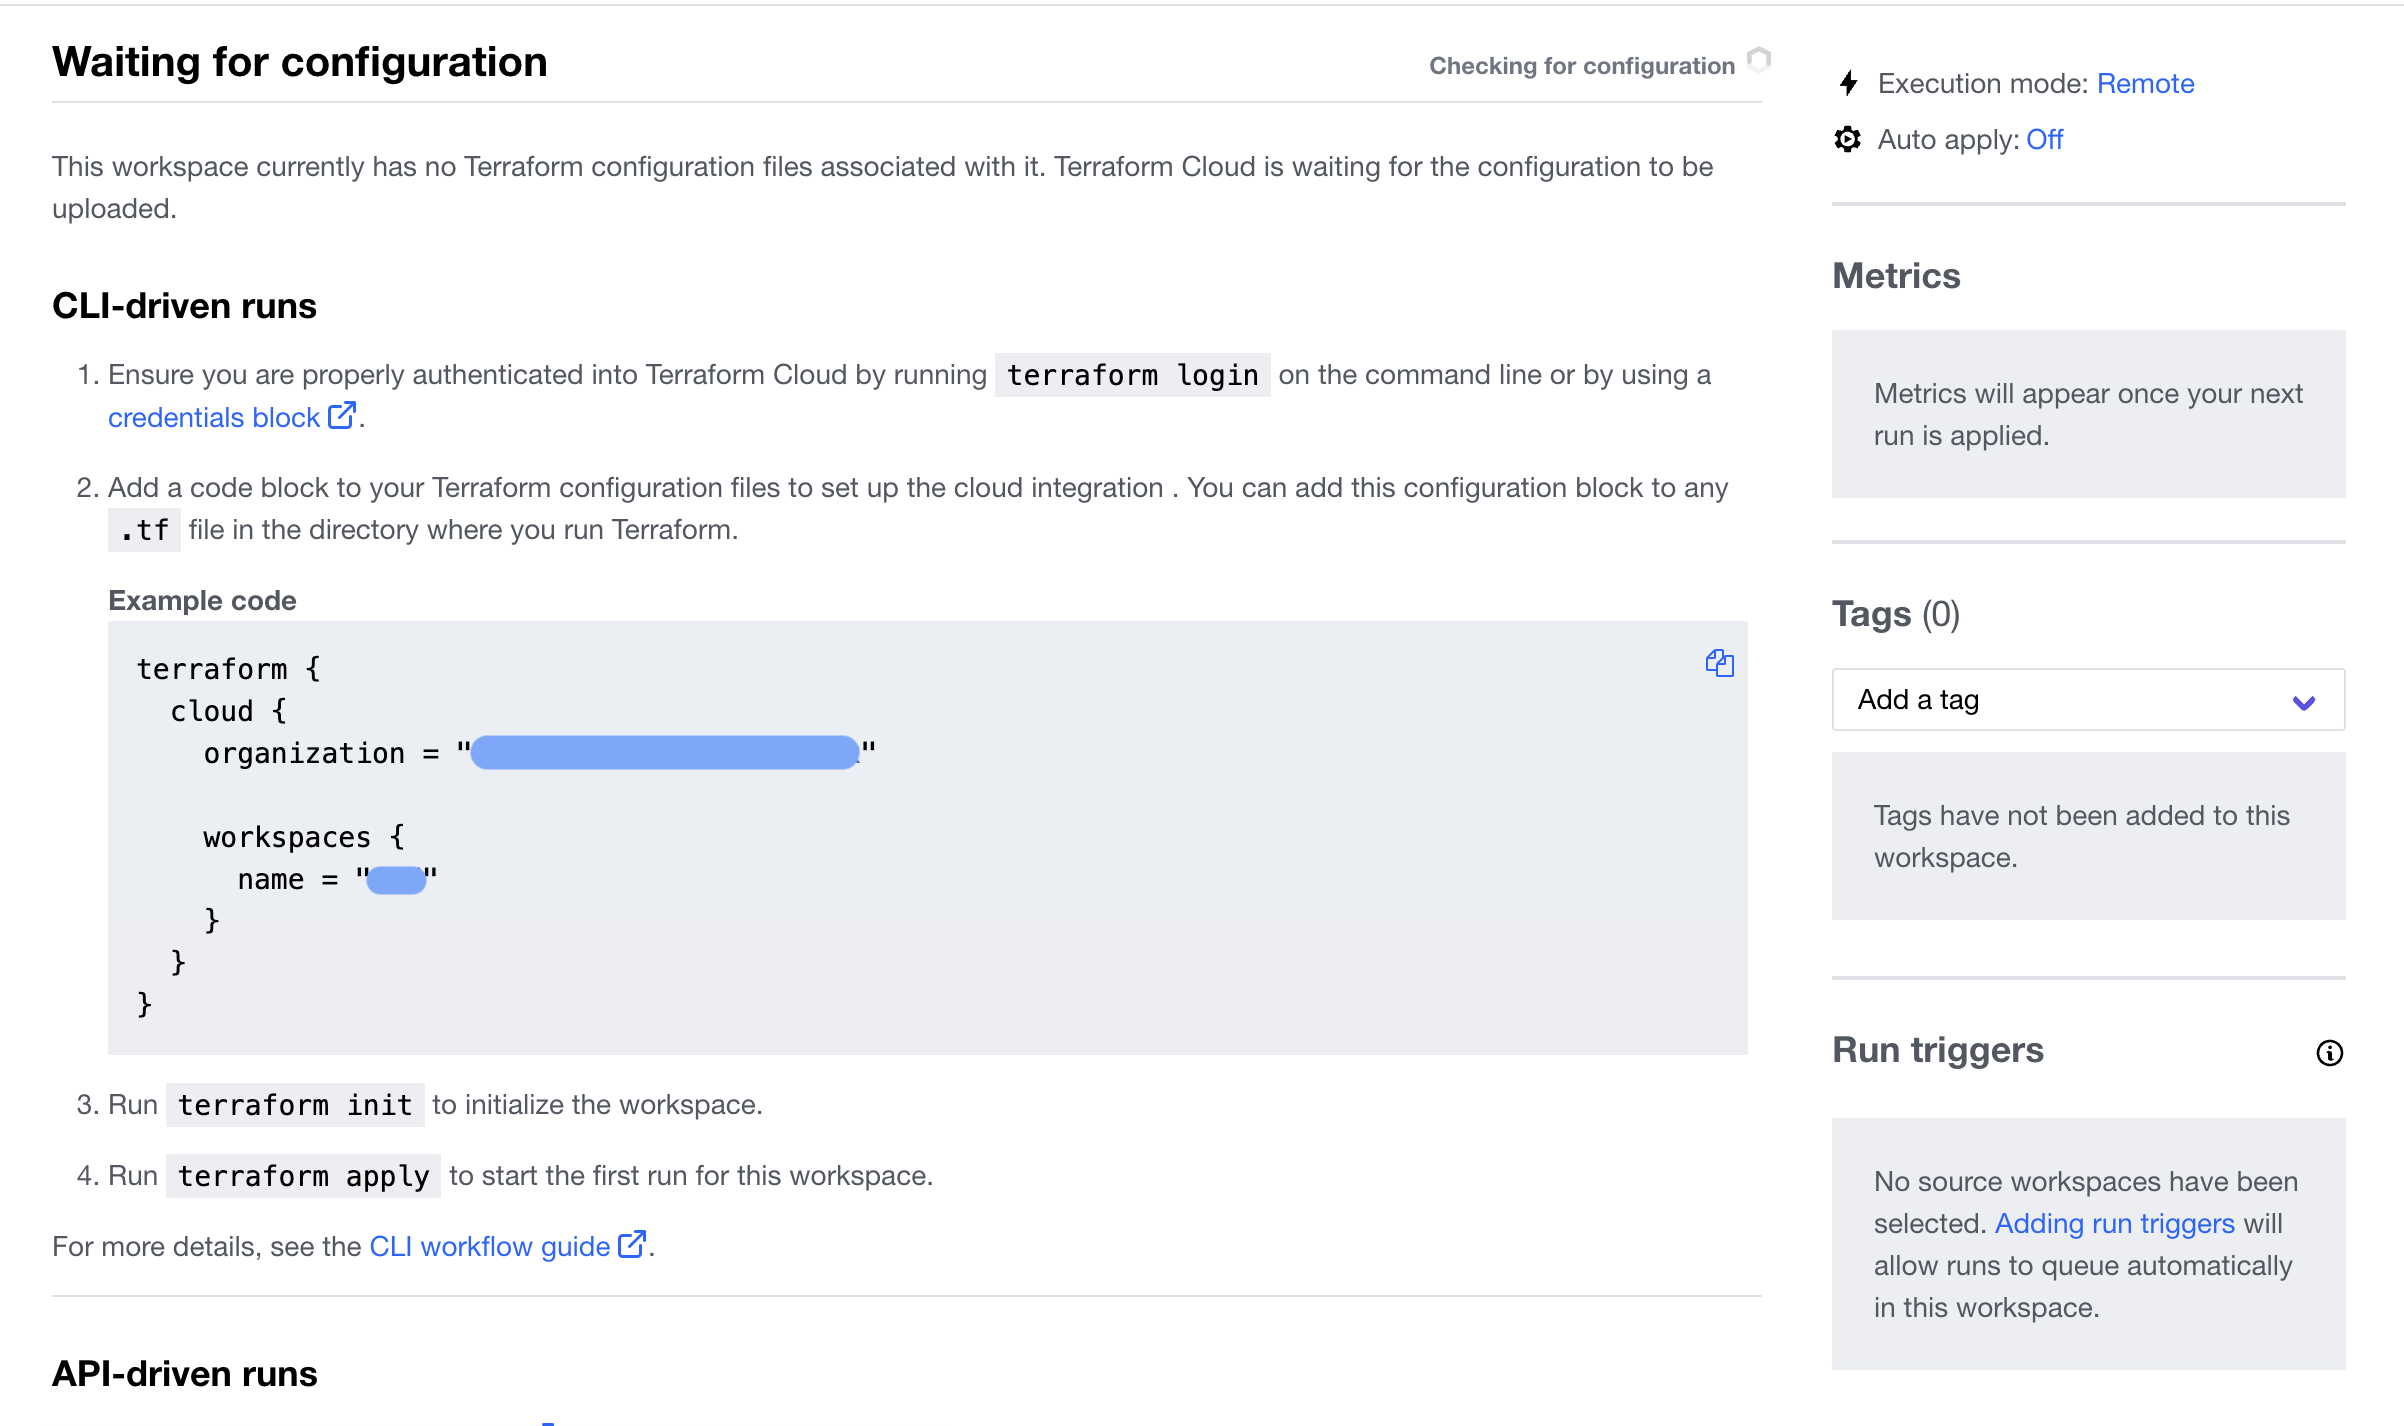 Waiting for configuration
Checking for configuration
This workspace currently has no Terraform configuration files associated with it. Terraform Cloud is waiting for the configuration to be
uploaded.
CLI-driven runs
1. Ensure you are properly authenticated into Terraform Cloud by running terraform login on the command line or by using a
credentials block.
2. Add a code block to your Terraform configuration files to set up the cloud integration . You can add this configuration block to any
.tf file in the directory where you run Terraform.
Example code
terraform {
  cloud {
    organization = ""

    workspaces {
      name = ""
    }
  }
}
3. Run terraform init to initialize the workspace.
4. Run terraform apply to start the first run for this workspace.
For more details, see the CLI workflow guide.
API-driven runs
Execution mode: Remote
Auto apply: Off
Metrics
Metrics will appear once your next
run is applied.
Tags (0)
Add a tag
Tags have not been added to this
workspace.
Run triggers
No source workspaces have been
selected. Adding run triggers will
allow runs to queue automatically
in this workspace.